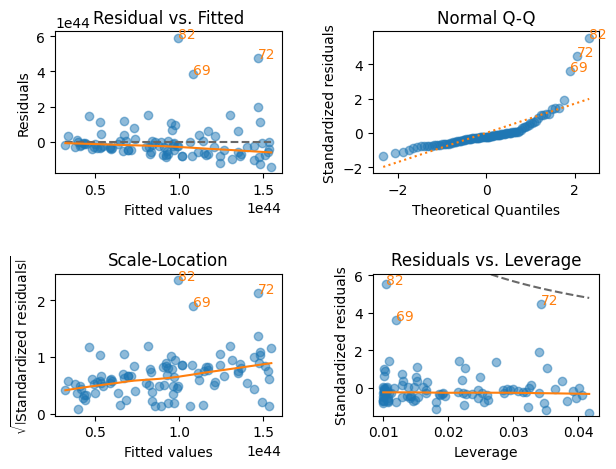 Residual vs. Fitted
1e44
6
4
2
0
Residuals
82
72
69
0.5
1.0
1.5
1e44
Fitted values
Normal Q-Q
4
2
0
−2
Standardized residuals
82
72
69
−2
0
2
Theoretical Quantiles
Scale-Location
2
1
0
√|Standardized residuals|
82
72
69
0.5
1.0
1.5
1e44
Fitted values
Residuals vs. Leverage
6
4
2
0
Standardized residuals
82
72
69
0.01
0.02
0.03
0.04
Leverage